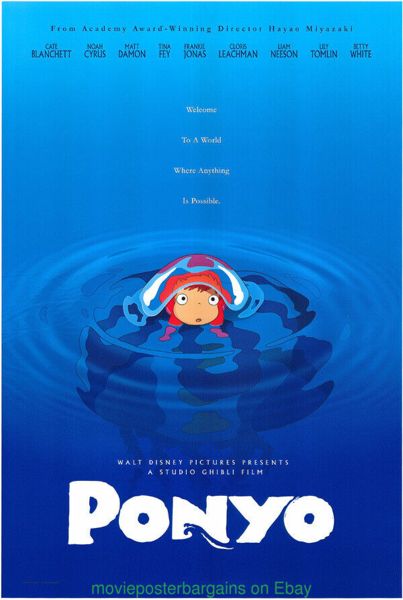 From Academy Award-Winning Director Hayao Miyazaki
CATE NOAH MATT TINA FRANKIE CLORIS LIAM LILY BETTY
BLANCHETT CYRUS DAMON FEY JONAS LEACHMAN NEESON TOMLIN WHITE
Welcome
To A World
Where Anything
Is Possible.
WALT DISNEY PICTURES PRESENTS
A STUDIO GHIBLI FILM
PONYO
movieposterbargains on Ebay